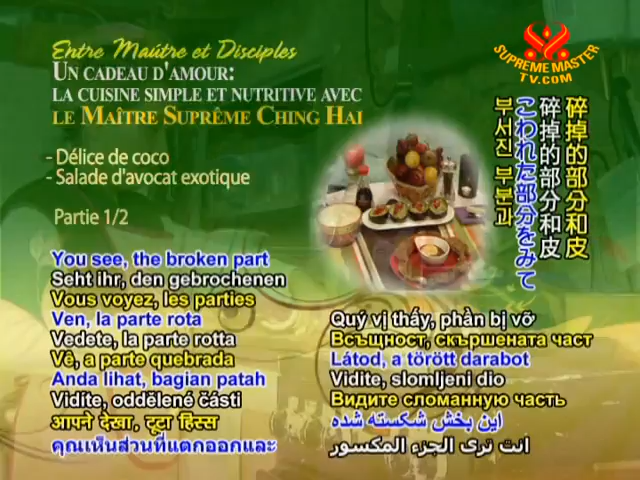 Entre Maútre et Disciples
UN CADEAU D'AMOUR:
LA CUISINE SIMPLE ET NUTRITIVE AVEC
LE MAÎTRE SUPRÊME CHING HAI
- Délice de coco
- Salade d'avocat exotique
Partie 1/2
SUPREME MASTER
TV.COM
碎掉的部分和皮
碎掉的部分和皮
こわれた部分をみて
부서진 부분과
You see, the broken part
Seht ihr, den gebrochenen
Vous voyez, les parties
Ven, la parte rota
Vedete, la parte rotta
Vê, a parte quebrada
Anda lihat, bagian patah
Vidíte, oddělené části
आपने देखा, टूटा हिस्स
คุณเห็นส่วนที่แตกออกและ
Quý vị thấy, phần bị vỡ
Всъщност, скършената част
Látod, a törött darabot
Vidite, slomljeni dio
Видите сломанную часть
این بخش شکسته شده
انت ترى الجزء المكسور